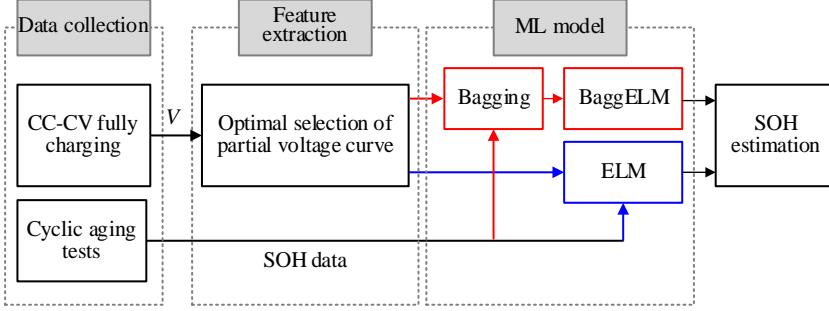 Data collection
Feature
extraction
ML model
CC-CV fully
charging
V
Optimal selection of
partial voltage curve
Bagging
BaggELM
SOH
estimation
ELM
Cyclic aging
tests
SOH data